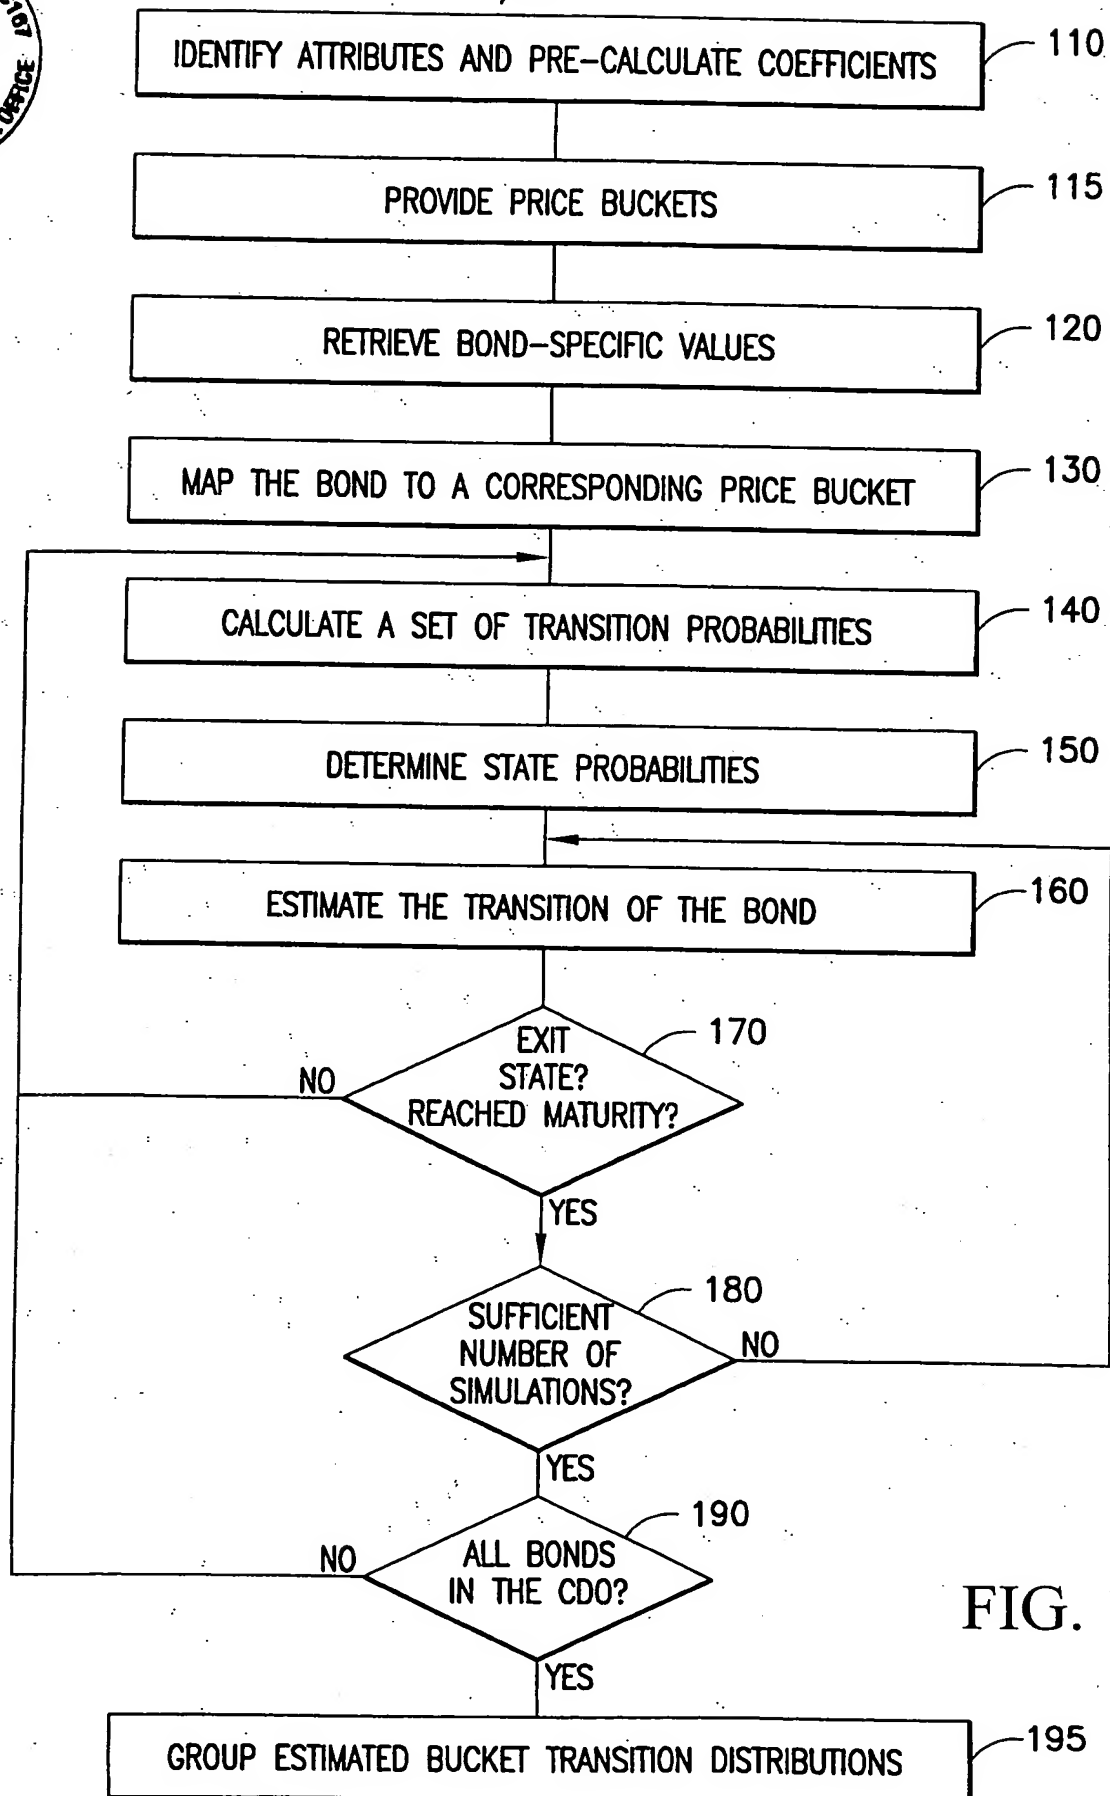 5167
OFFICE
IDENTIFY ATTRIBUTES AND PRE-CALCULATE COEFFICIENTS
110
PROVIDE PRICE BUCKETS
115
RETRIEVE BOND-SPECIFIC VALUES
120
MAP THE BOND TO A CORRESPONDING PRICE BUCKET
130
CALCULATE A SET OF TRANSITION PROBABILITIES
140
DETERMINE STATE PROBABILITIES
150
ESTIMATE THE TRANSITION OF THE BOND
160
EXIT
STATE?
REACHED MATURITY?
170
NO
YES
SUFFICIENT
NUMBER OF
SIMULATIONS?
180
NO
YES
ALL BONDS
IN THE CDO?
190
NO
YES
FIG.
GROUP ESTIMATED BUCKET TRANSITION DISTRIBUTIONS
195